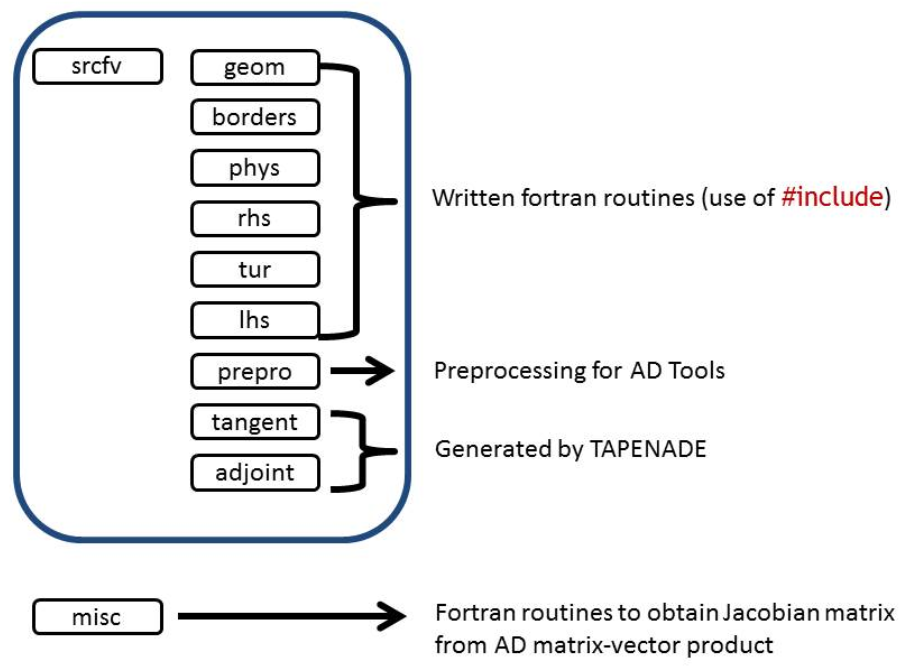 srcfv
geom
borders
phys
rhs
tur
lhs
prepro
tangent
adjoint
Written fortran routines (use of #include)
Preprocessing for AD Tools
Generated by TAPENADE
misc
Fortran routines to obtain Jacobian matrix
from AD matrix-vector product